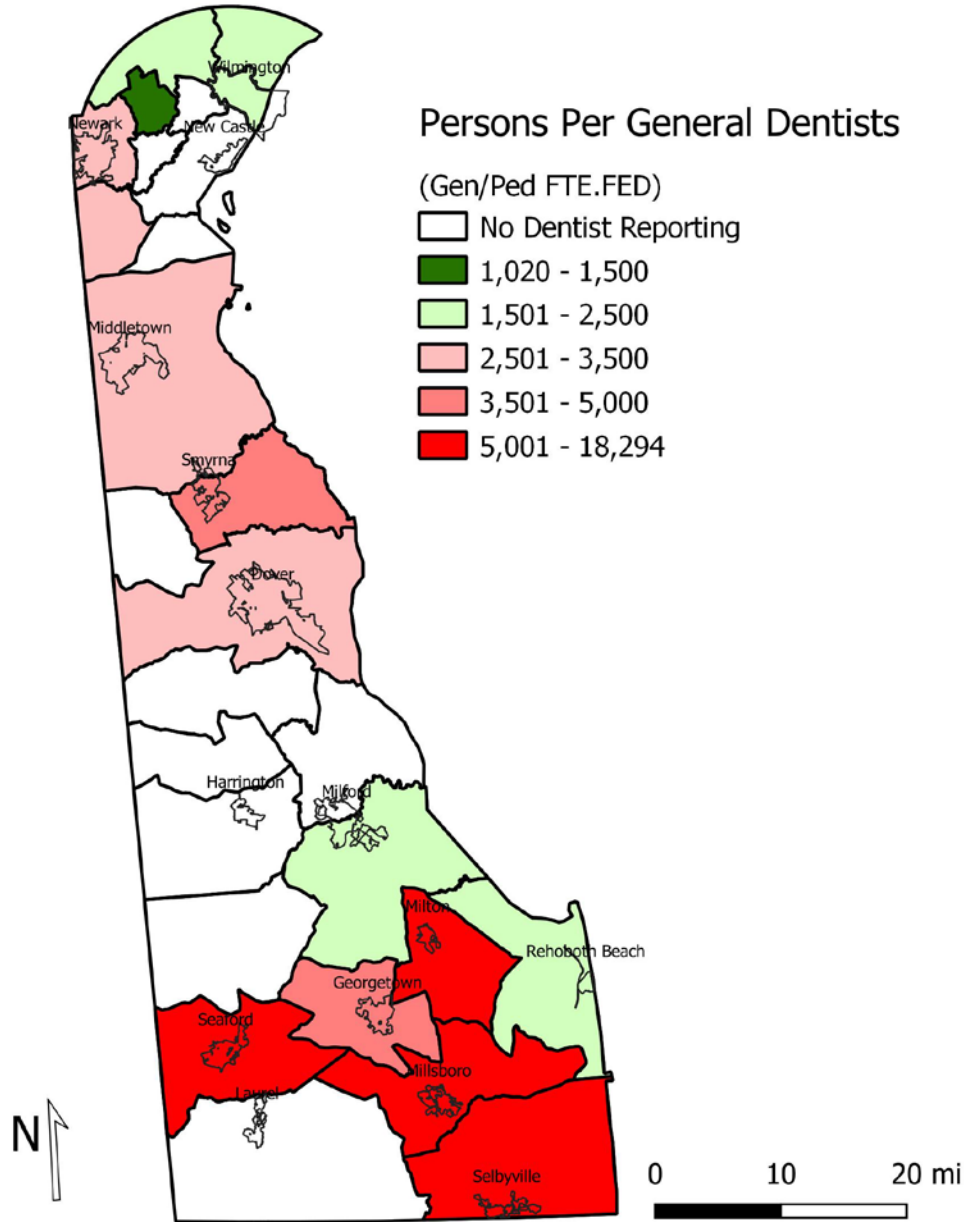 Wilmington
Newark
New Castle
Persons Per General Dentists
(Gen/Ped FTE.FED)
No Dentist Reporting
1,020 - 1,500
1,501 - 2,500
2,501 - 3,500
3,501 - 5,000
5,001 - 18,294
Middletown
Smyrna
Dover
Harrington
Milford
Milton
Rehoboth Beach
Georgetown
Seaford
Millsboro
Laurel
N
Selbyville
0 10 20 mi